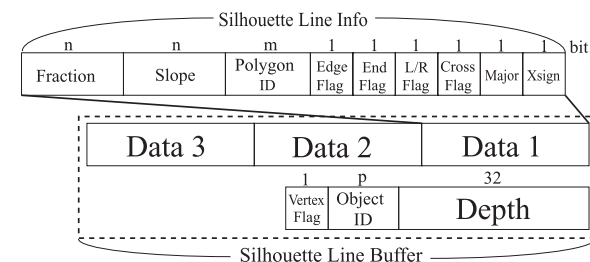 Silhouette Line Info
n n m 1 1 1 1 1 1 bit
Fraction Slope Polygon ID Edge Flag End Flag L/R Flag Cross Flag Major Xsign
Data 3 Data 2 Data 1
1 p 32
Vertex Flag Object ID Depth
Silhouette Line Buffer